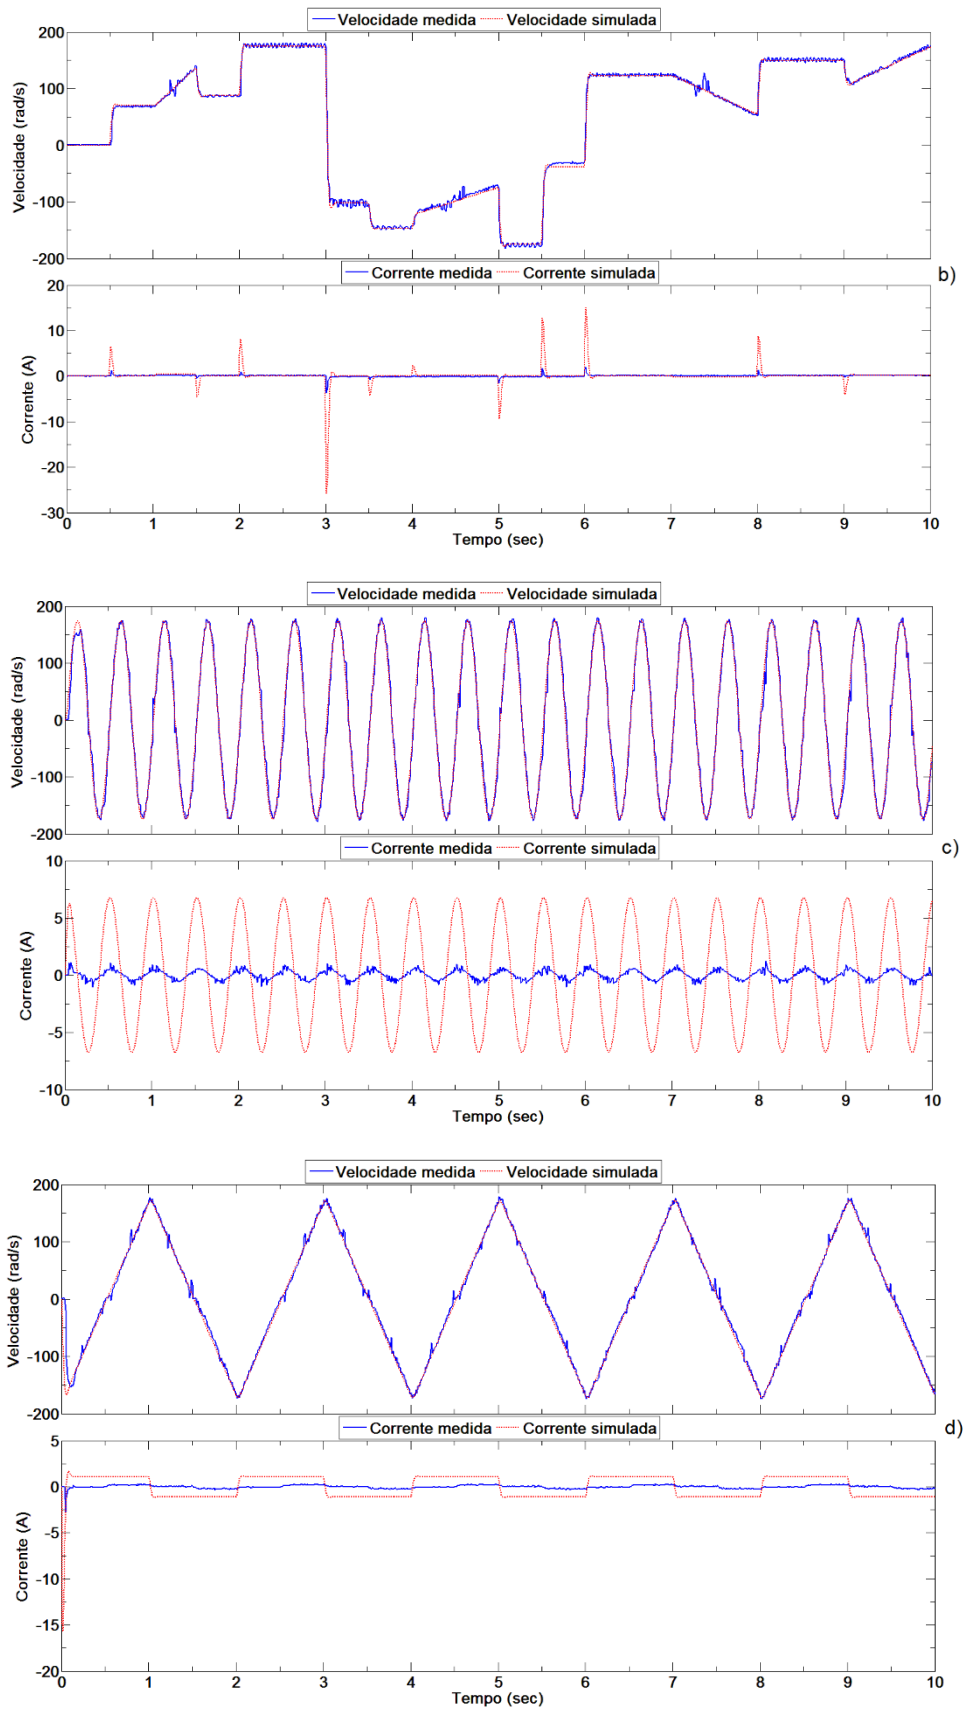 Velocidade medida Velocidade simulada
200
100
0
-100
-200
Velocidade (rad/s)
b)
Corrente medida Corrente simulada
20
10
0
-10
-20
-30
Corrente (A)
0 1 2 3 4 5 6 7 8 9 10
Tempo (sec)
Velocidade medida Velocidade simulada
200
100
0
-100
-200
Velocidade (rad/s)
c)
Corrente medida Corrente simulada
10
5
0
-5
-10
Corrente (A)
0 1 2 3 4 5 6 7 8 9 10
Tempo (sec)
Velocidade medida Velocidade simulada
200
100
0
-100
-200
Velocidade (rad/s)
d)
Corrente medida Corrente simulada
5
0
-5
-10
-15
-20
Corrente (A)
0 1 2 3 4 5 6 7 8 9 10
Tempo (sec)